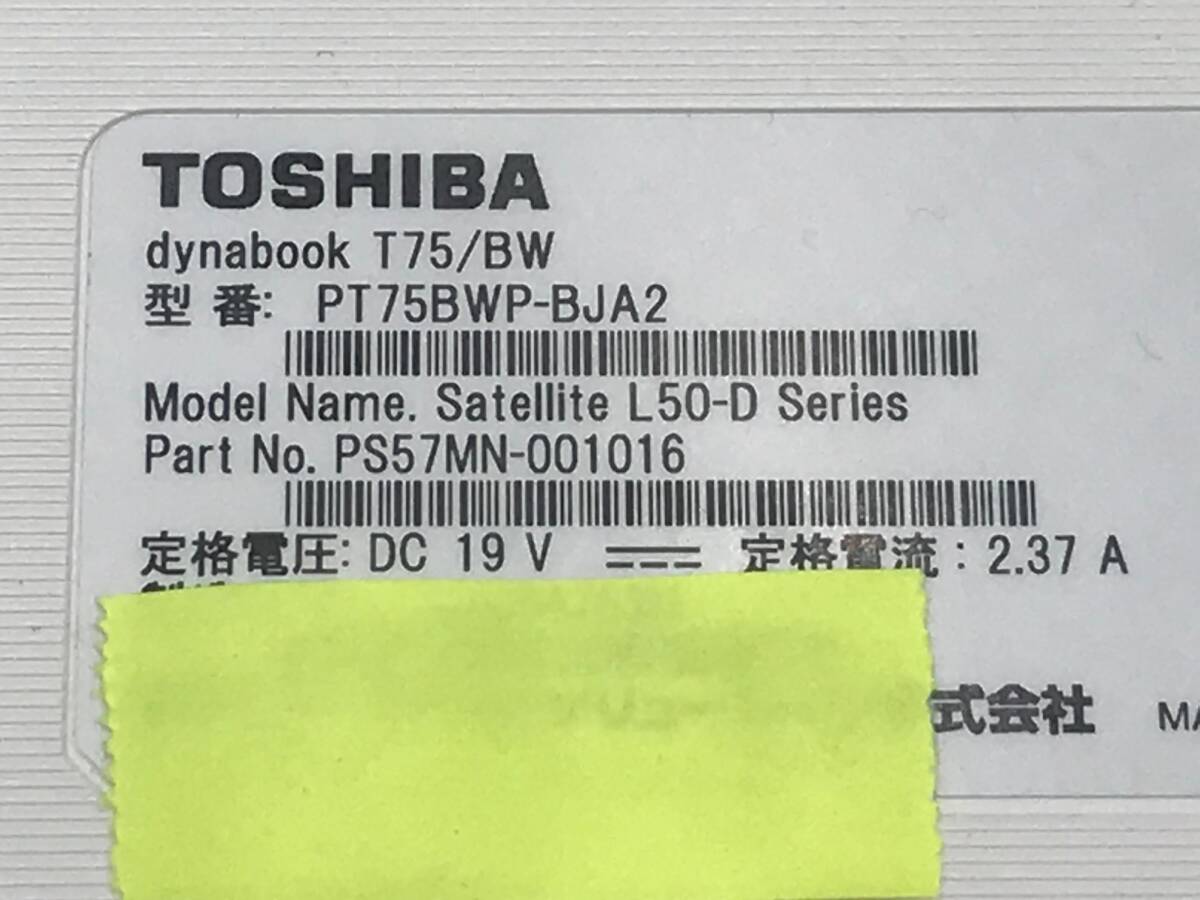 TOSHIBA
dynabook T75/BW
型 番: PT75BWP-BJA2
Model Name. Satellite L50-D Series
Part No. PS57MN-001016
定格電圧: DC 19 V ⎓ 定格電流 : 2.37 A
式会社 MA